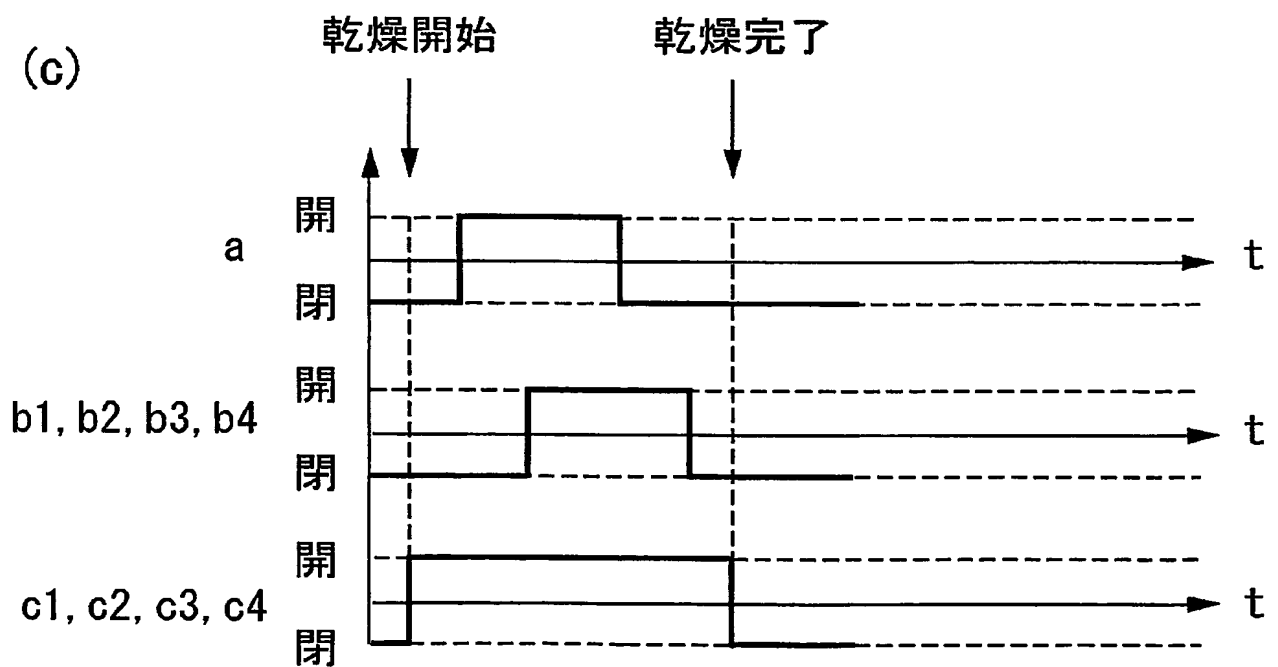 乾燥開始 乾燥完了
(c)
開
a
t
閉
開
b1, b2, b3, b4
t
閉
開
c1, c2, c3, c4
t
閉